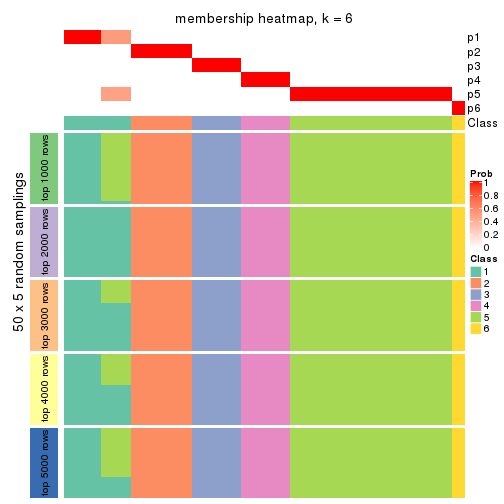 membership heatmap, k = 6
p1
p2
p3
p4
p5
p6
Class
50 x 5 random samplings
top 1000 rows
top 2000 rows
top 3000 rows
top 4000 rows
top 5000 rows
Prob
1
0.8
0.6
0.4
0.2
0
Class
1
2
3
4
5
6